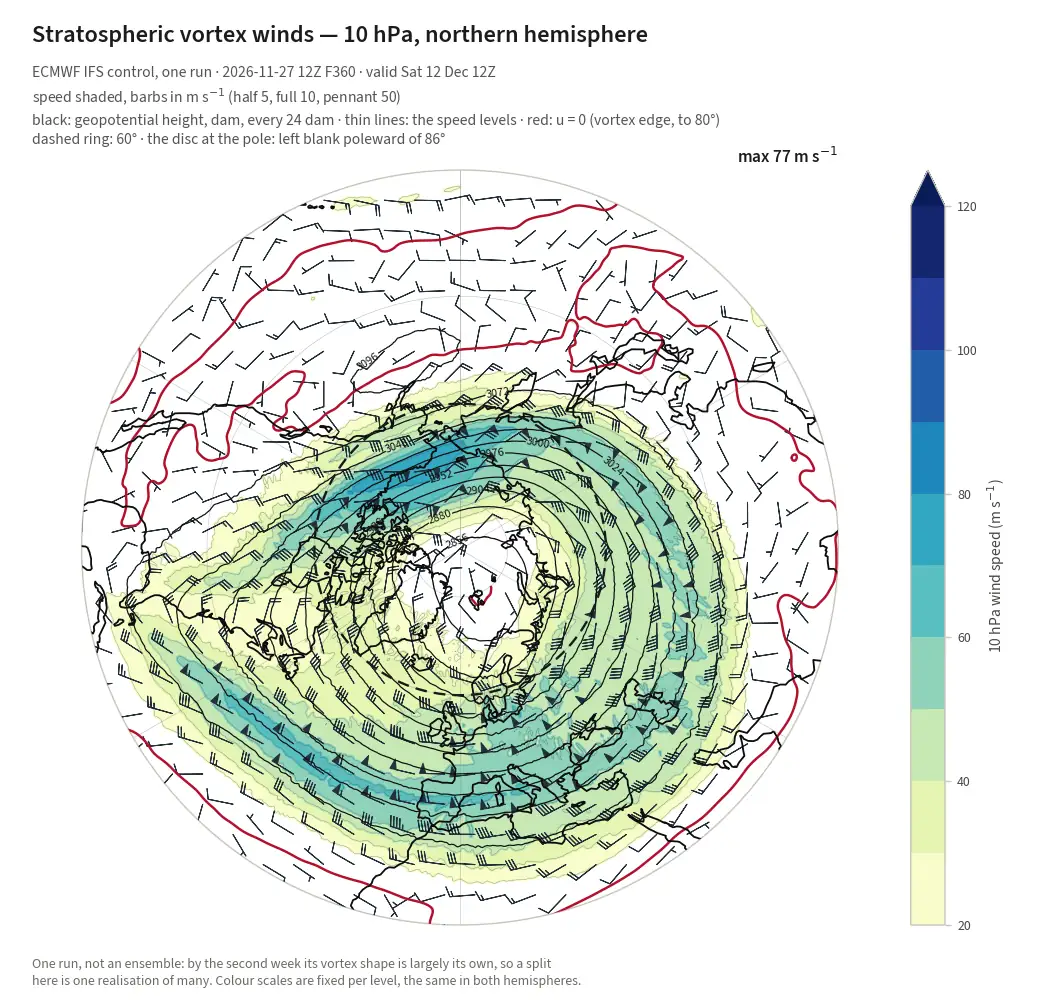 Stratospheric vortex winds — 10 hPa, northern hemisphere
ECMWF IFS control, one run · 2026-11-27 12Z F360 · valid Sat 12 Dec 12Z
speed shaded, barbs in m s⁻¹ (half 5, full 10, pennant 50)
black: geopotential height, dam, every 24 dam · thin lines: the speed levels · red: u = 0 (vortex edge, to 80°)
dashed ring: 60° · the disc at the pole: left blank poleward of 86°
max 77 m s⁻¹
120
100
80
60
40
20
10 hPa wind speed (m s⁻¹)
3096
3072
3000
3024
2976
2952
2904
2880
One run, not an ensemble: by the second week its vortex shape is largely its own, so a split
here is one realisation of many. Colour scales are fixed per level, the same in both hemispheres.